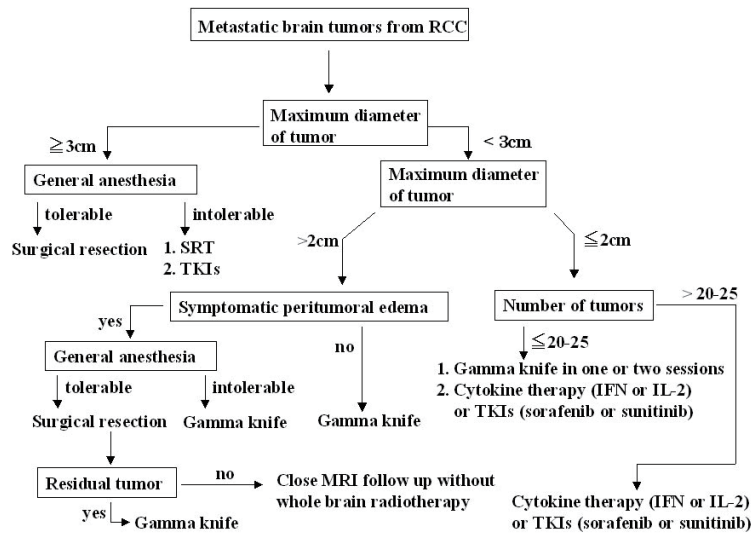 Metastatic brain tumors from RCC
Maximum diameter
of tumor
≧3cm
< 3cm
General anesthesia
Maximum diameter
of tumor
tolerable
intolerable
Surgical resection
1. SRT
2. TKIs
>2cm
≦2cm
Symptomatic peritumoral edema
Number of tumors
> 20-25
yes
no
≦20-25
General anesthesia
1. Gamma knife in one or two sessions
2. Cytokine therapy (IFN or IL-2)
or TKIs (sorafenib or sunitinib)
tolerable
intolerable
Surgical resection
Gamma knife
Gamma knife
Residual tumor
no
Close MRI follow up without
whole brain radiotherapy
yes
Gamma knife
Cytokine therapy (IFN or IL-2)
or TKIs (sorafenib or sunitinib)